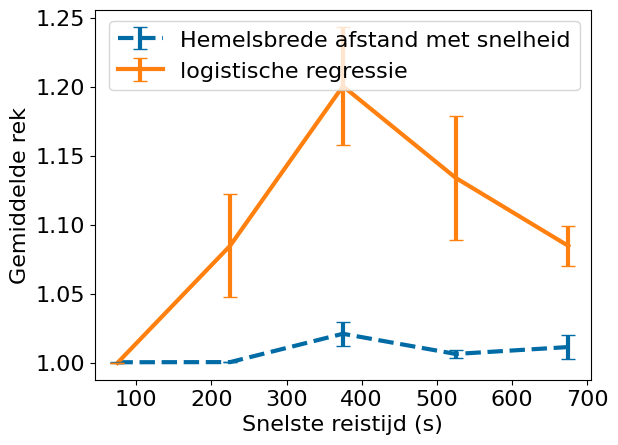 Hemelsbrede afstand met snelheid
logistische regressie
Gemiddelde rek
1.25
1.20
1.15
1.10
1.05
1.00
100 200 300 400 500 600 700
Snelste reistijd (s)